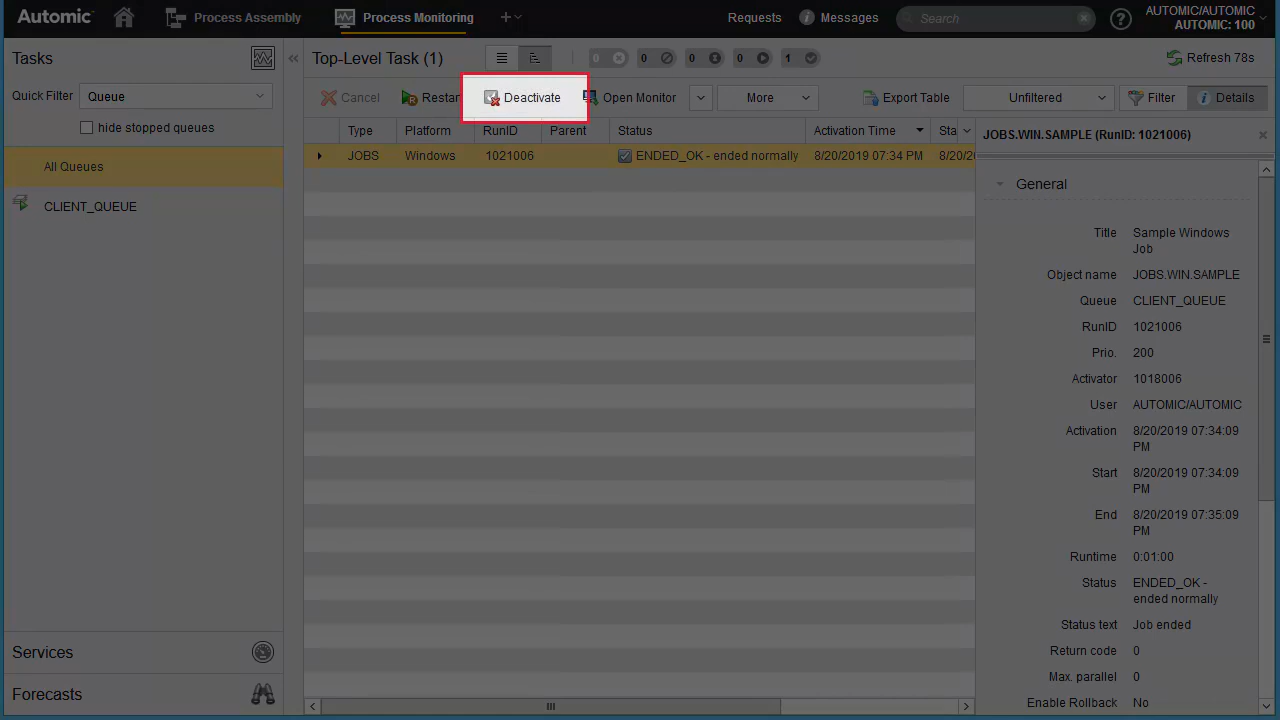 Automic
Process Assembly
Process Monitoring
Requests
Messages
Search
AUTOMIC/AUTOMIC
AUTOMIC: 100
Tasks
Top-Level Task (1)
0
0
0
0
1
Refresh 78s
Quick Filter
Queue
Cancel
Restar
Deactivate
Open Monitor
More
Export Table
Unfiltered
Filter
Details
hide stopped queues
Type
Platform
RunID
Parent
Status
Activation Time
Sta
JOBS.WIN.SAMPLE (RunID: 1021006)
JOBS
Windows
1021006
ENDED_OK - ended normally
8/20/2019 07:34 PM
8/20/20
All Queues
CLIENT_QUEUE
General
Title
Sample Windows
Job
Object name
JOBS.WIN.SAMPLE
Queue
CLIENT_QUEUE
RunID
1021006
Prio.
200
Activator
1018006
User
AUTOMIC/AUTOMIC
Activation
8/20/2019 07:34:09
PM
Start
8/20/2019 07:34:09
PM
End
8/20/2019 07:35:09
PM
Runtime
0:01:00
Status
ENDED_OK -
ended normally
Status text
Job ended
Return code
0
Max. parallel
0
Enable Rollback
No
Services
Forecasts